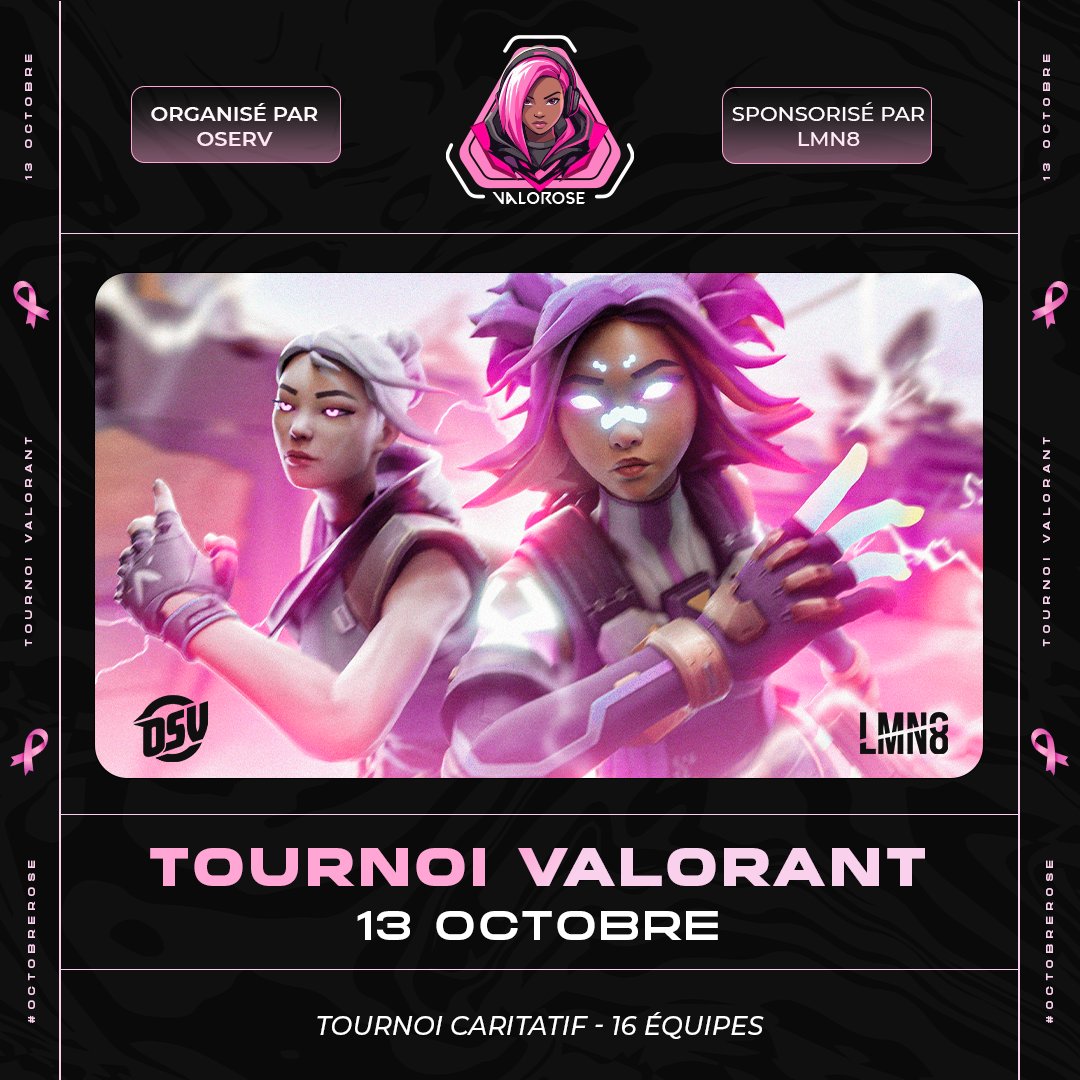 ORGANISÉ PAR
OSERV
VALOROSE
SPONSORISÉ PAR
LMN8
13 OCTOBRE
TOURNOI VALORANT
#OCTOBREROSE
13 OCTOBRE
TOURNOI VALORANT
#OCTOBREROSE
OSV
LMN8
TOURNOI VALORANT
13 OCTOBRE
TOURNOI CARITATIF - 16 ÉQUIPES